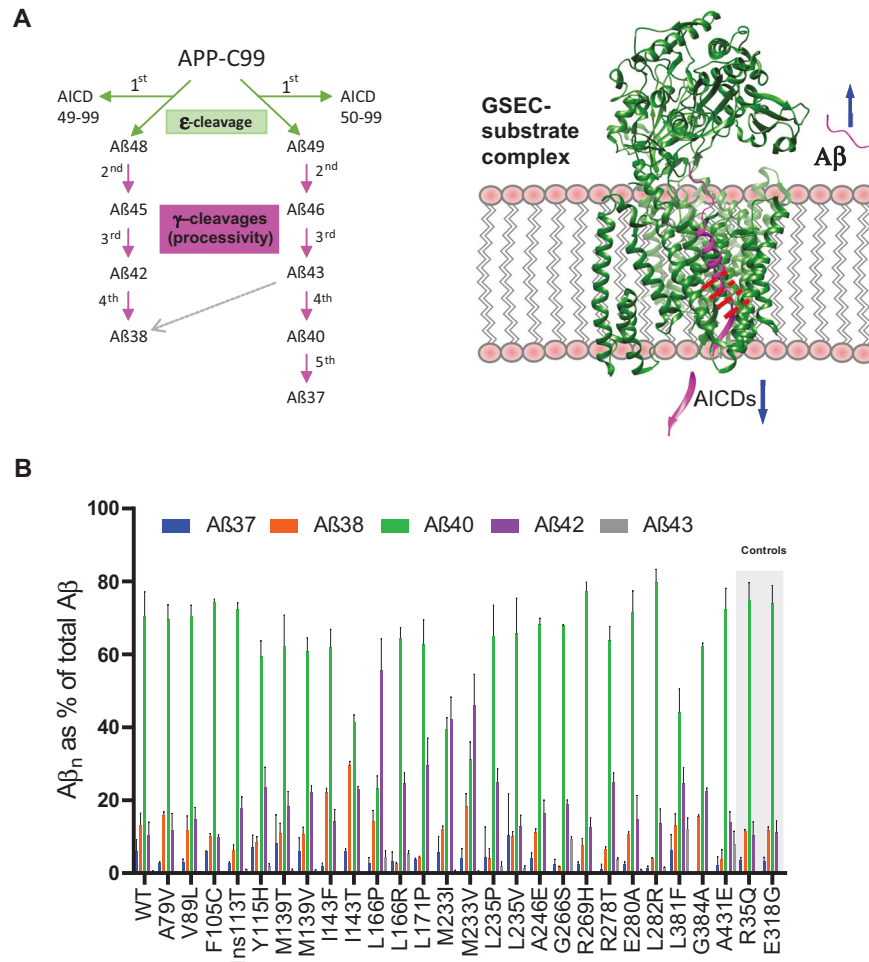 A
APP-C99
1st
1st
AICD
49-99
AICD
50-99
ɛ-cleavage
Aß48
Aß49
2nd
2nd
Aß45
Aß46
γ-cleavages
(processivity)
3rd
3rd
Aß42
Aß43
4th
4th
Aß38
Aß40
5th
Aß37
GSEC-
substrate
complex
Aβ
AICDs
B
Aß37
Aß38
Aß40
Aß42
Aß43
Controls
Aβn as % of total Aβ
100
80
60
40
20
0
WT
A79V
V89L
F105C
Ins113T
Y115H
M139T
M139V
I143F
I143T
L166P
L166R
L171P
M233I
M233V
L235P
L235V
A246E
G266S
R269H
R278T
E280A
L282R
L381F
G384A
A431E
R35Q
E318G